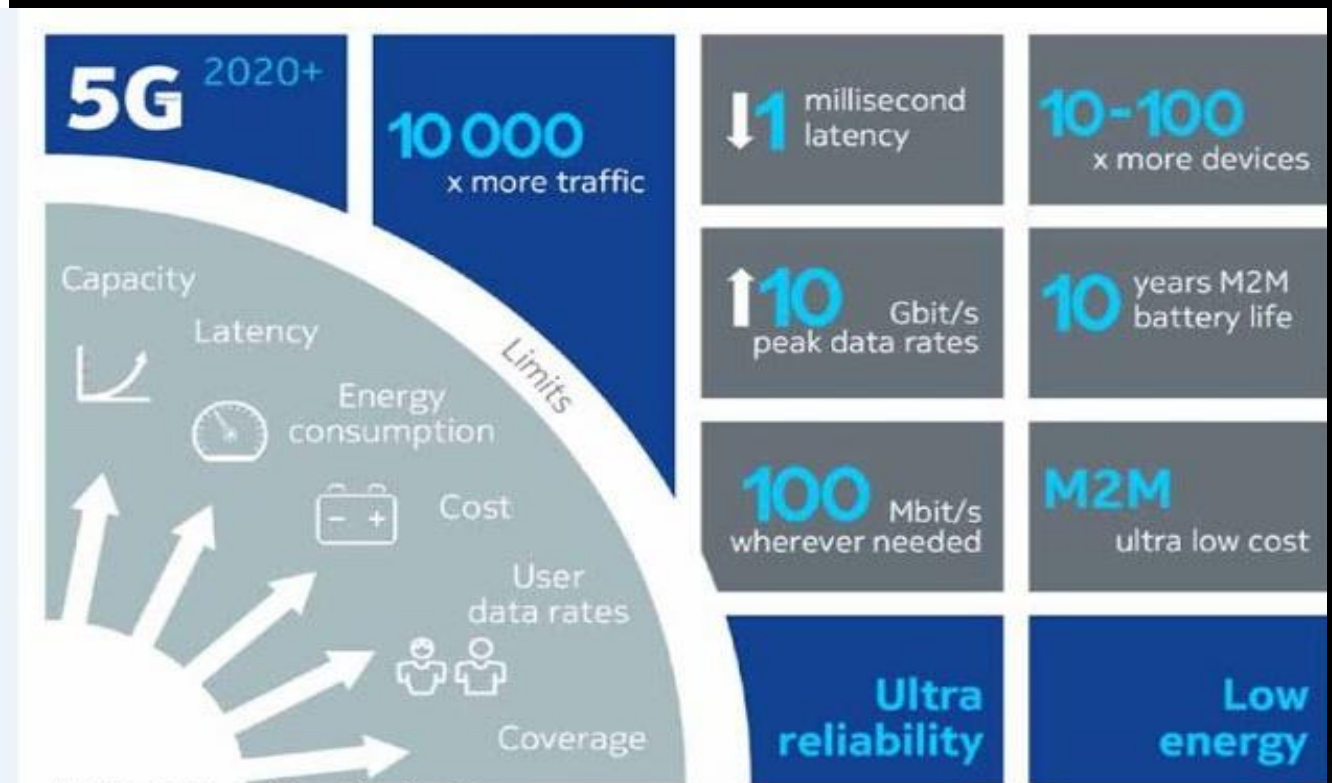 5G 2020+
10 000
x more traffic
1 millisecond
latency
10-100
x more devices
10 Gbit/s
peak data rates
10 years M2M
battery life
100 Mbit/s
wherever needed
M2M
ultra low cost
Ultra
reliability
Low
energy
Limits
Capacity
Latency
Energy
consumption
Cost
User
data rates
Coverage